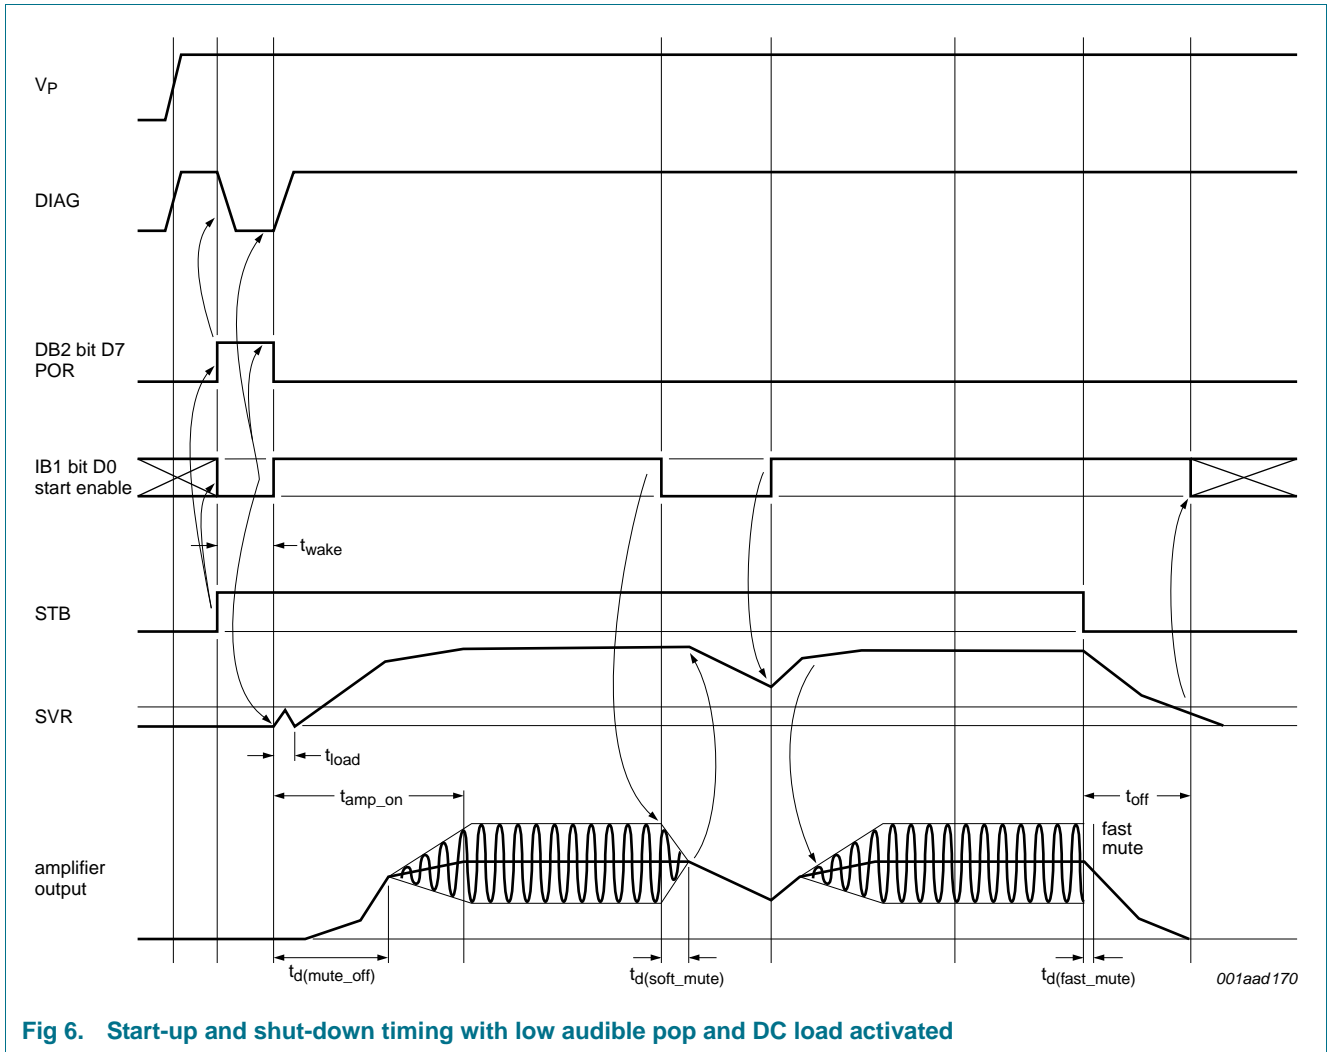 VP
DIAG
DB2 bit D7
POR
IB1 bit D0
start enable
twake
STB
SVR
tload
tamp_on
toff
fast
mute
amplifier
output
td(mute_off)
td(soft_mute)
td(fast_mute)
001aad170
Fig 6. Start-up and shut-down timing with low audible pop and DC load activated